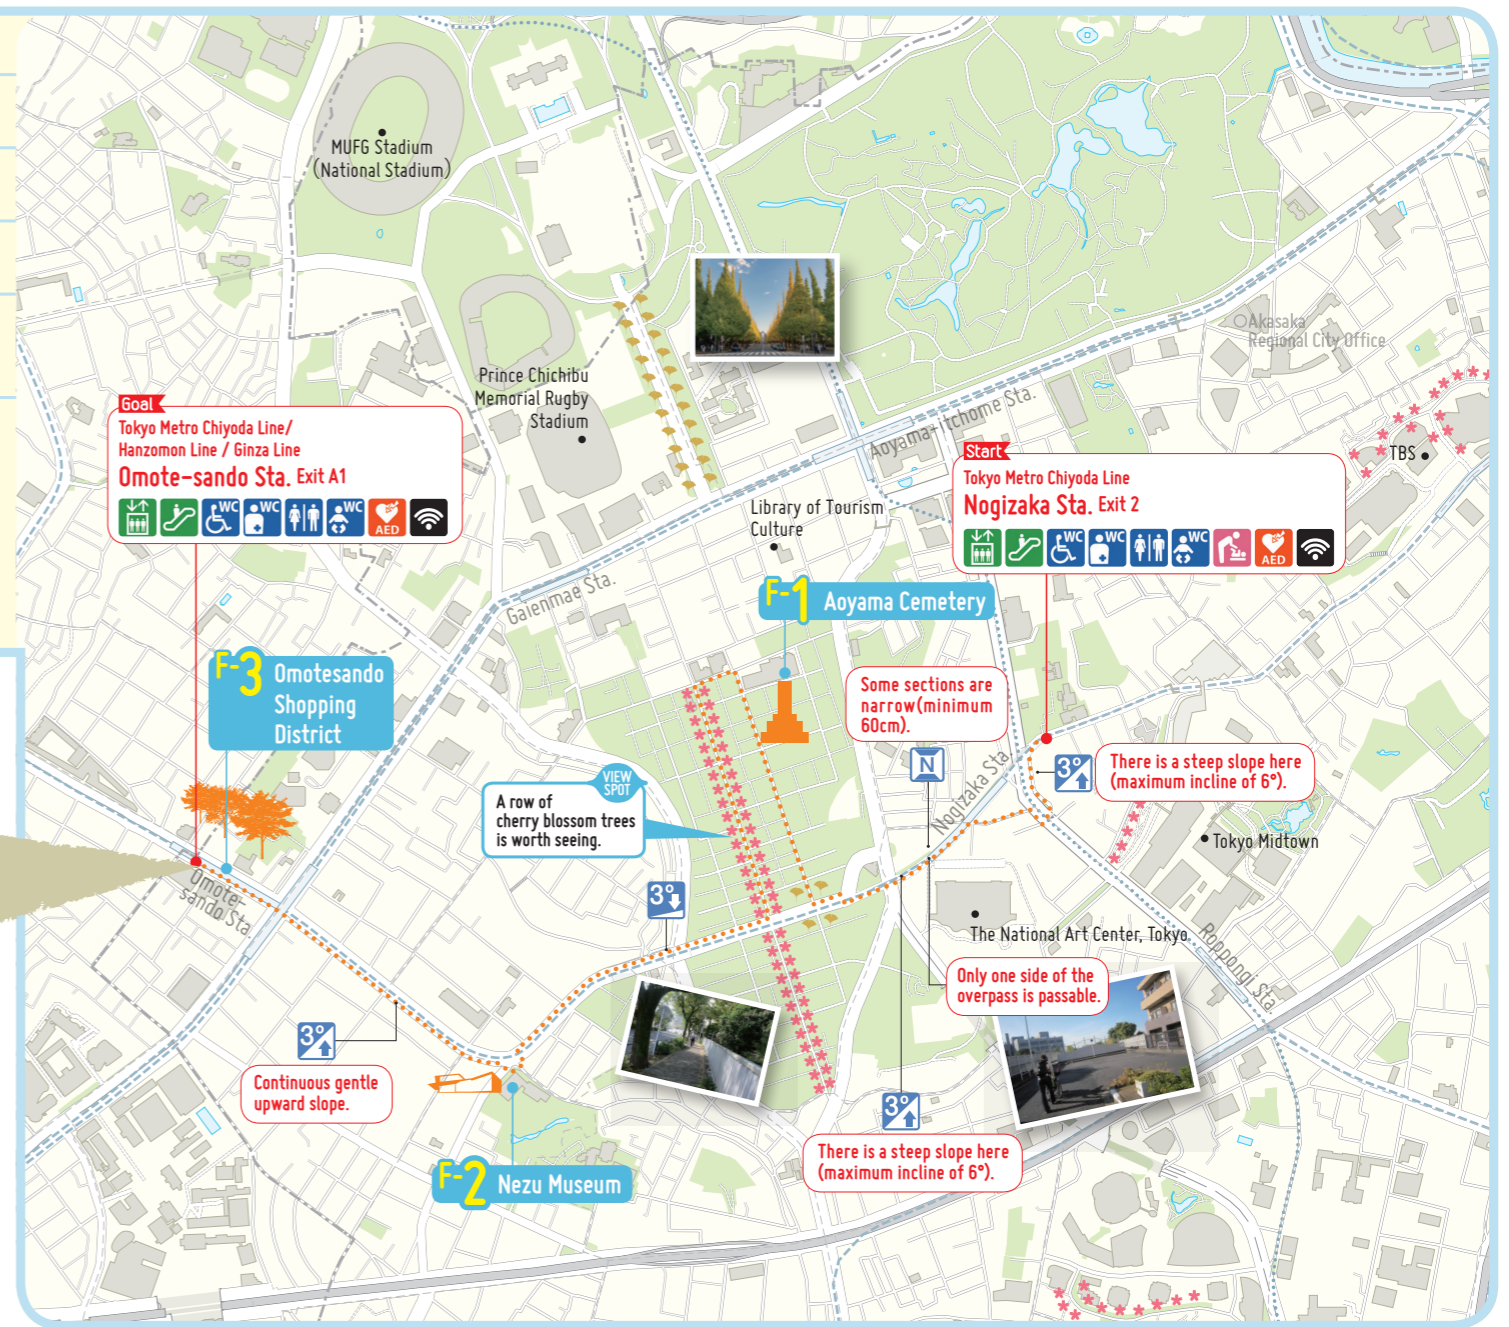 MUFG Stadium
(National Stadium)
Akasaka
Regional City Office
Prince Chichibu
Memorial Rugby
Stadium
Goal
Tokyo Metro Chiyoda Line/
Hanzomon Line / Ginza Line
Omote-sando Sta. Exit A1
WC
WC
WC
AED
Aoyama-itchome Sta.
TBS
Start
Tokyo Metro Chiyoda Line
Nogizaka Sta. Exit 2
WC
WC
WC
AED
Library of Tourism
Culture
Gaienmae Sta.
F-1 Aoyama Cemetery
F-3 Omotesando
Shopping
District
Some sections are
narrow(minimum
60cm).
N
Nogizaka Sta.
3°
There is a steep slope here
(maximum incline of 6°).
VIEW
SPOT
A row of
cherry blossom trees
is worth seeing.
Tokyo Midtown
Omote-
sando Sta.
3°
The National Art Center, Tokyo
Roppongi Sta.
Only one side of the
overpass is passable.
3°
Continuous gentle
upward slope.
3°
There is a steep slope here
(maximum incline of 6°).
F-2 Nezu Museum